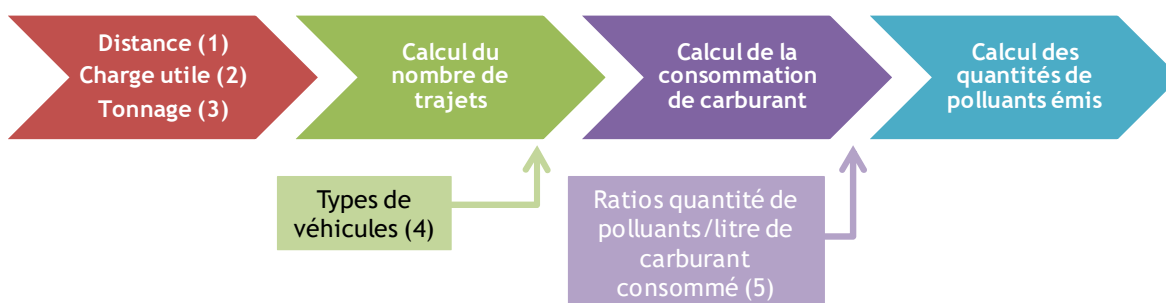 Distance (1)
Charge utile (2)
Tonnage (3)
Calcul du
nombre de
trajets
Calcul de la
consommation
de carburant
Calcul des
quantités de
polluants émis
Types de
véhicules (4)
Ratios quantité de
polluants/litre de
carburant
consommé (5)